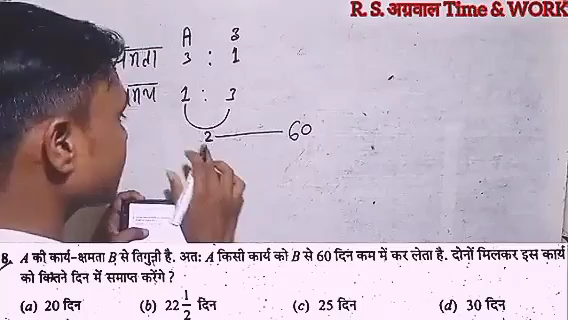 R. S. अग्रवाल Time & WORK
A B
3 : 1
1 : 3
2 60
8. A की कार्य-क्षमता B से तिगुनी है. अत: A किसी कार्य को B से 60 दिन कम में कर लेता है. दोनों मिलकर इस कार्य
को कितने दिन में समाप्त करेंगे ?
(a) 20 दिन (b) 22 1/2 दिन (c) 25 दिन (d) 30 दिन